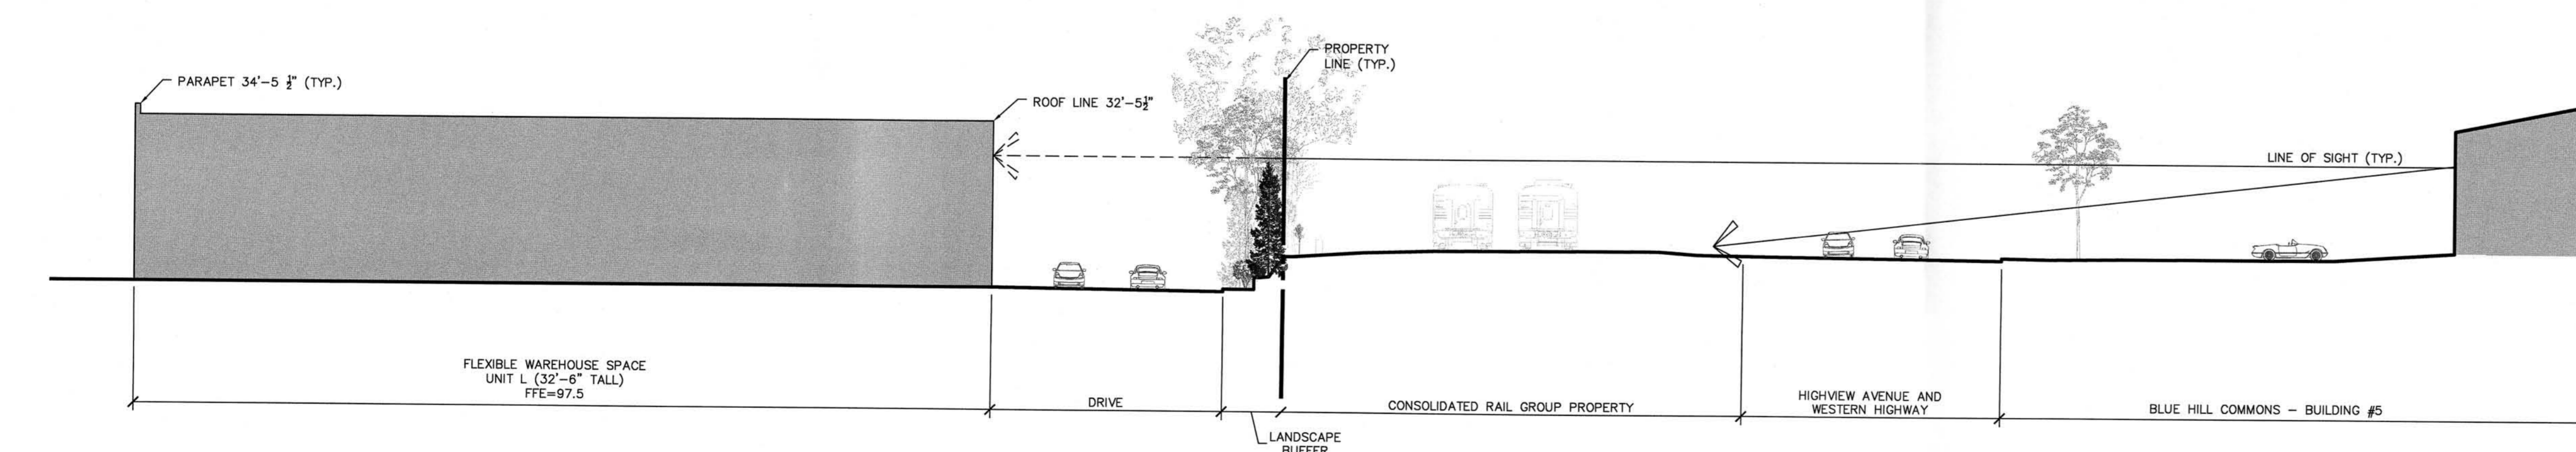 PARAPET 34'-5 ½" (TYP.)
ROOF LINE 32'-5½"
PROPERTY
LINE (TYP.)
LINE OF SIGHT (TYP.)
FLEXIBLE WAREHOUSE SPACE
UNIT L (32'-6" TALL)
FFE=97.5
DRIVE
LANDSCAPE
BUFFER
CONSOLIDATED RAIL GROUP PROPERTY
HIGHVIEW AVENUE AND
WESTERN HIGHWAY
BLUE HILL COMMONS - BUILDING #5